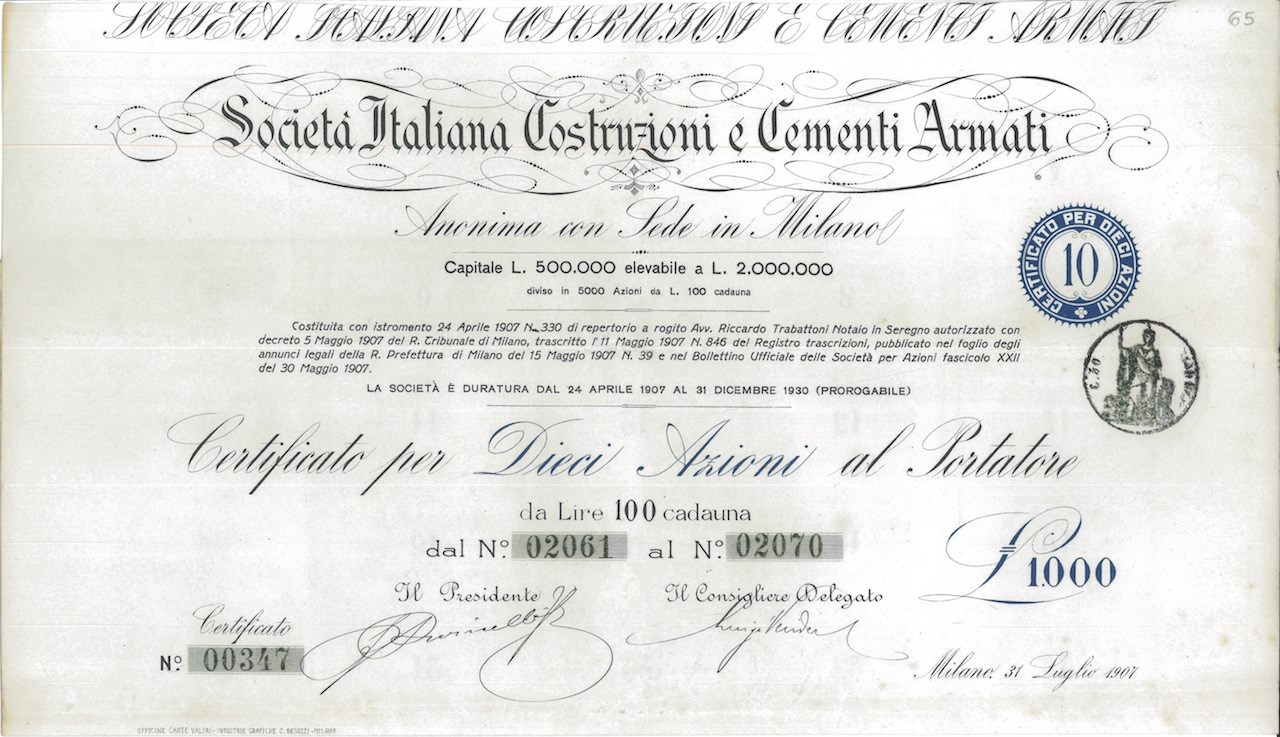 SOCIETÀ ITALIANA COSTRUZIONI E CEMENTI ARMATI
65
Società Italiana Costruzioni e Cementi Armati
Anonima con Sede in Milano
Capitale L. 500.000 elevabile a L. 2.000.000
diviso in 5000 Azioni da L. 100 cadauna
CERTIFICATO PER DIECI AZIONI
10
Costituita con istromento 24 Aprile 1907 N. 330 di repertorio a rogito Avv. Riccardo Trabattoni Notaio in Seregno autorizzato con
decreto 5 Maggio 1907 del R. Tribunale di Milano, trascritto l'11 Maggio 1907 N. 846 del Registro trascrizioni, pubblicato nel foglio degli
annunci legali della R. Prefettura di Milano del 15 Maggio 1907 N. 39 e nel Bollettino Ufficiale delle Società per Azioni fascicolo XXII
del 30 Maggio 1907.
LA SOCIETÀ È DURATURA DAL 24 APRILE 1907 AL 31 DICEMBRE 1930 (PROROGABILE)
Certificato per Dieci Azioni al Portatore
da Lire 100 cadauna
dal N.º 02061 al N.º 02070
£ 1.000
Il Presidente
Il Consigliere Delegato
Luigi
Certificato
N.º 00347
Milano, 31 Luglio 1907
OFFICINE CARTE VALORI - INDUSTRIE GRAFICHE C. BESOZZI - MILANO